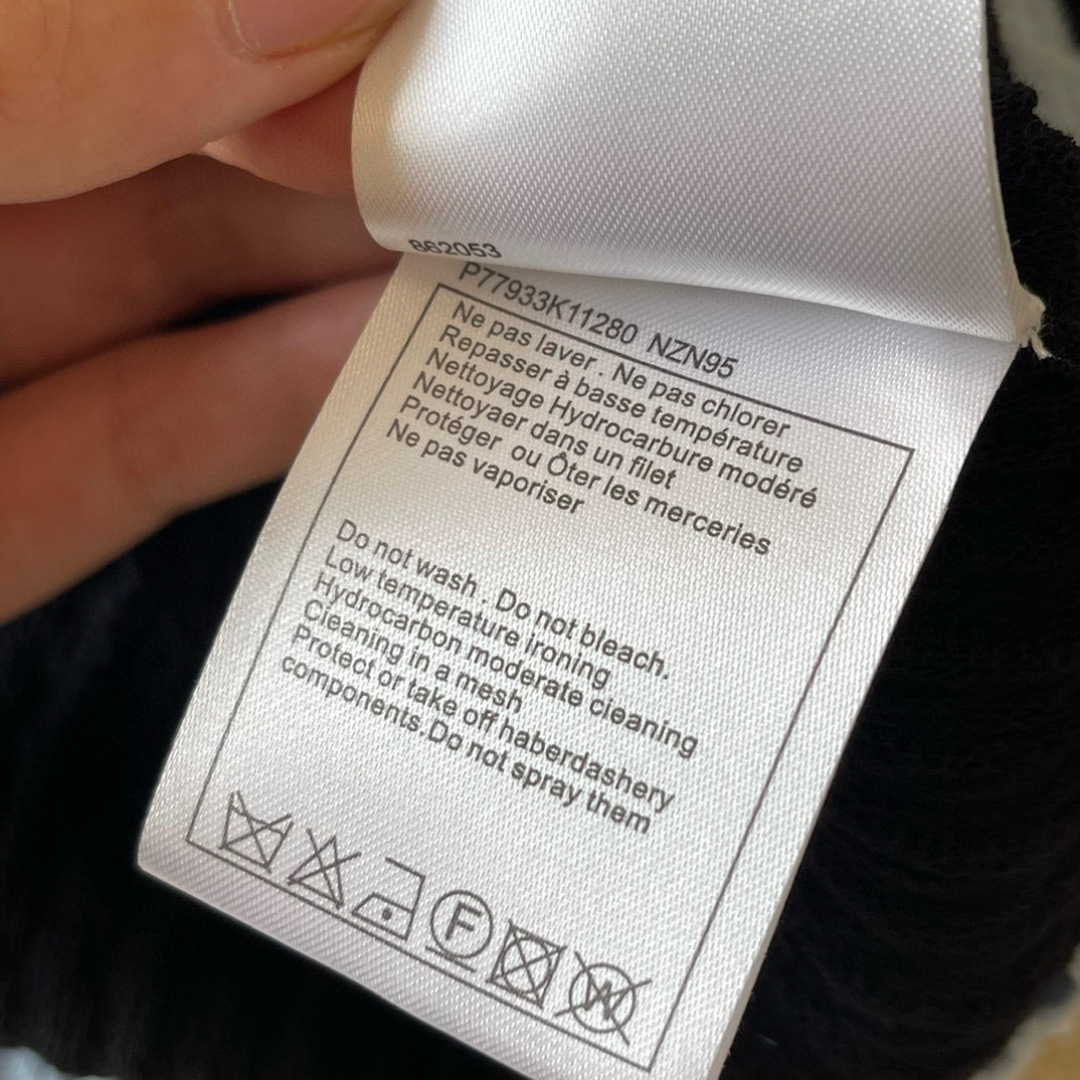 862053
P77933K11280 NZN95
Ne pas laver . Ne pas chlorer
Repasser à basse température
Nettoyage Hydrocarbure modéré
Nettoyaer dans un filet
Protéger ou Ôter les merceries
Ne pas vaporiser
Do not wash . Do not bleach.
Low temperature ironing
Hydrocarbon moderate cleaning
Cleaning in a mesh
Protect or take off haberdashery
components.Do not spray them
F
W